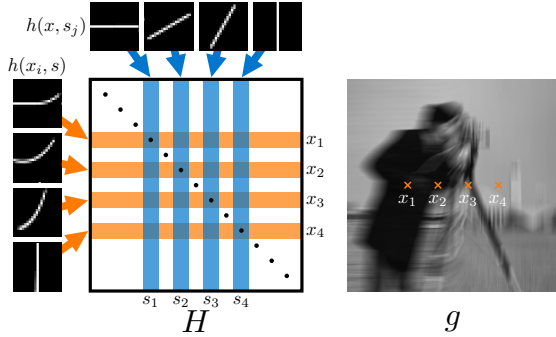 h(x, s_j)
h(x_i, s)
x_1
x_2
x_3
x_4
s_1 s_2 s_3 s_4
H
x_1 x_2 x_3 x_4
g